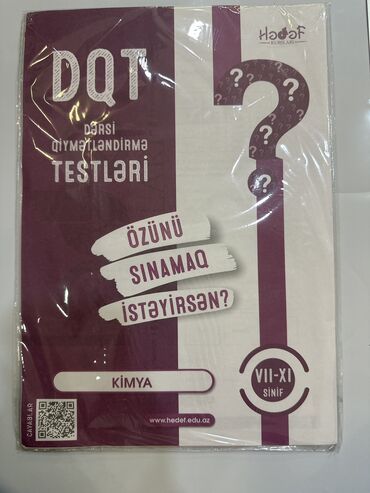 Hədəf
KURSLARI
DQT
DƏRSİ
QİYMƏTLƏNDİRMƏ
TESTLƏRİ
ÖZÜNÜ
SINAMAQ
İSTƏYİRSƏN?
KİMYA
VII-XI
SİNİF
CAVABLAR
www.hedef.edu.az